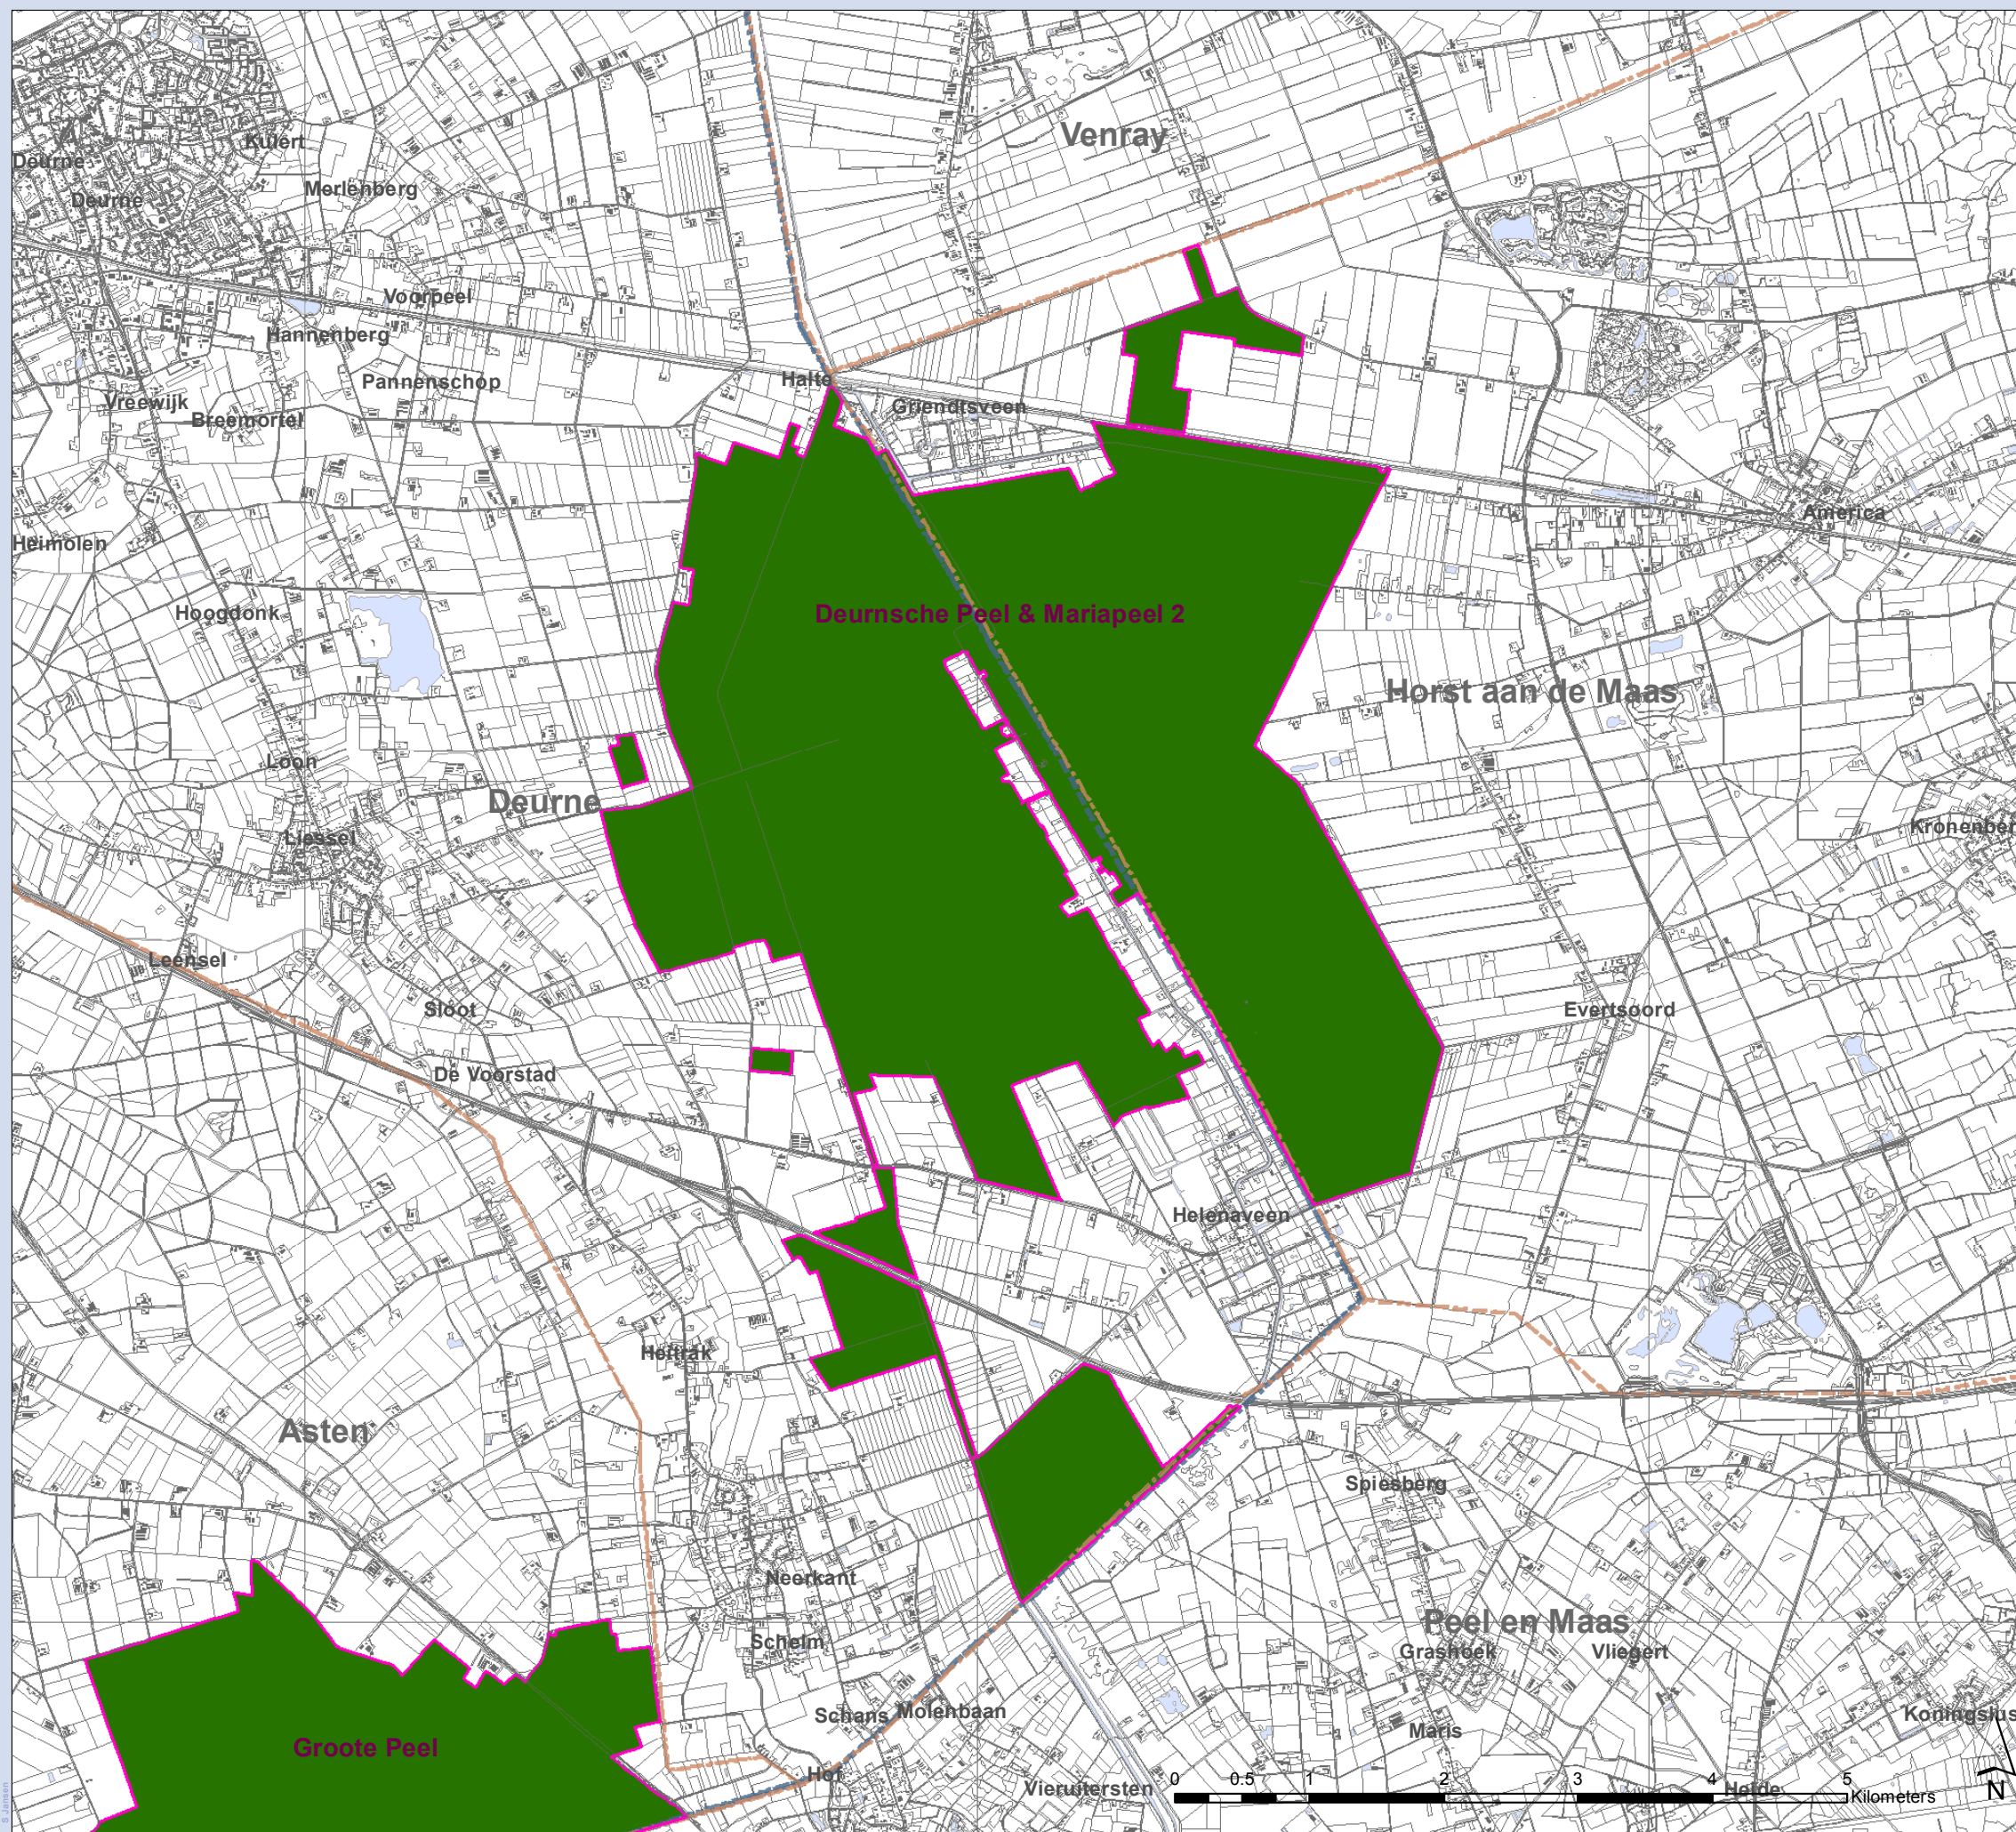 Venray
Kulert
Deurne
Merlenberg
Deurne
Voorpeel
Hannenberg
Halte
Pannenschop
Vreewijk
Griendtsveen
Breemortel
America
Heimolen
Hoogdonk
Deurnsche Peel & Mariapeel 2
Horst aan de Maas
Loon
Deurne
Liessel
Kronenber
Leensel
Sloot
Evertsoord
De Voorstad
Helenaveen
Heitrak
Asten
Spiesberg
Neerkant
Peel en Maas
Schelm
Grashoek
Vliegert
Schans
Molenbaan
Koningslus
Maris
Groote Peel
Hof
Vieruitersten
Heide
0 0.5 1 2 3 4 5
Kilometers
N
S Jansen